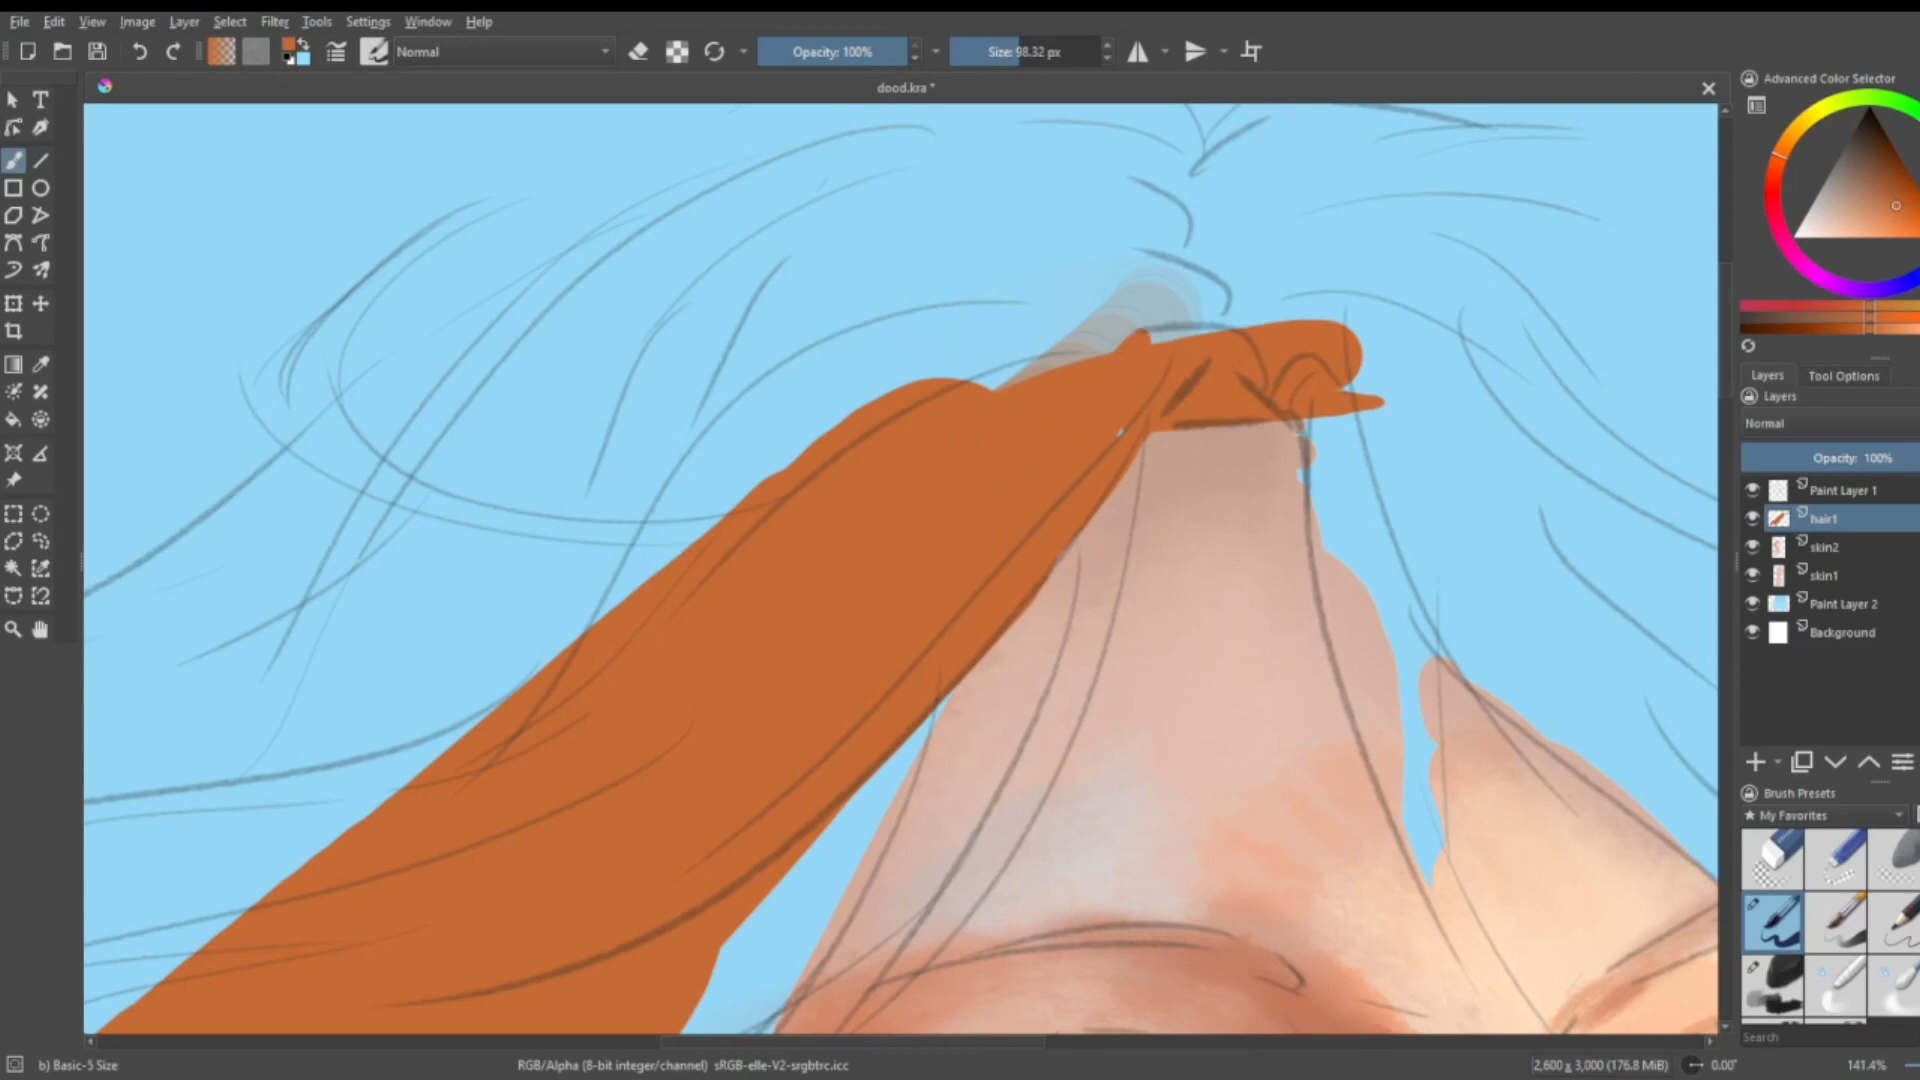 File Edit View Image Layer Select Filter Tools Settings Window Help
Normal
Opacity: 100%
Size: 98.32 px
dood.kra *
Advanced Color Selector
Layers
Tool Options
Layers
Normal
Opacity: 100%
Paint Layer 1
hair1
skin2
skin1
Paint Layer 2
Background
Brush Presets
★ My Favorites
Search
b) Basic-5 Size
RGB/Alpha (8-bit integer/channel) sRGB-elle-V2-srgbtrc.icc
2,600 x 3,000 (176.8 MiB)
0.00°
141.4%